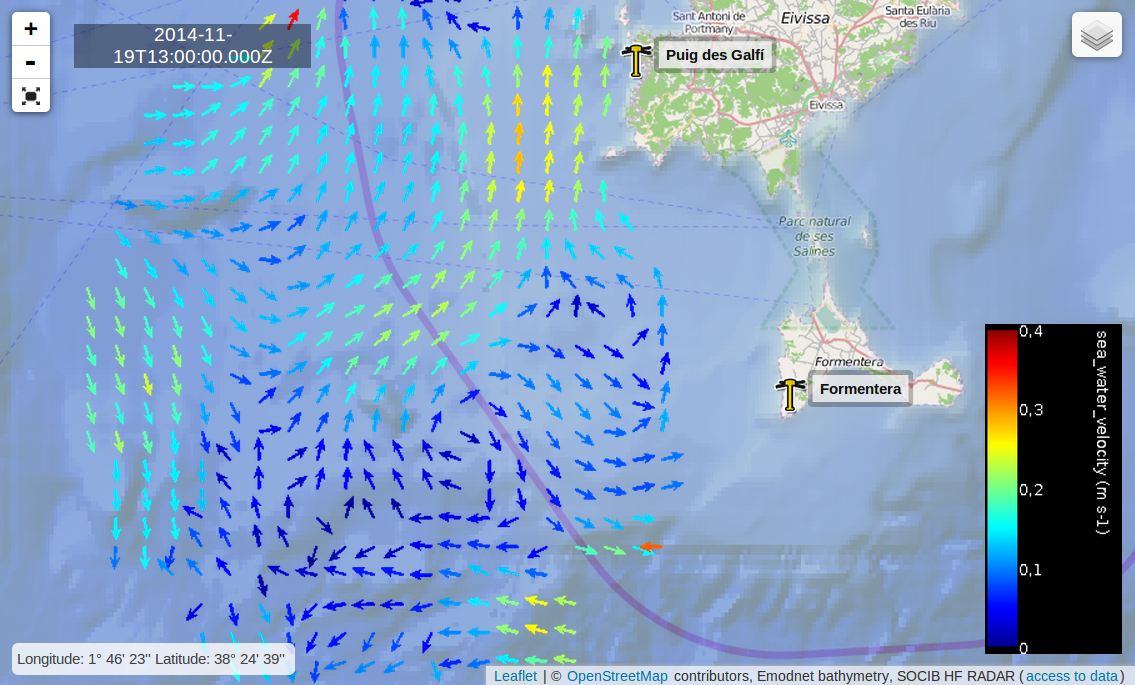 +
-
2014-11-
19T13:00:00.000Z
Sant Antoni de
Portmany
Eivissa
Santa Eulària
des Riu
Puig des Galfí
Eivissa
Parc natural
de ses
Salines
Formentera
Formentera
0,4
0,3
0,2
0,1
0
sea_water_velocity (m s-1)
Longitude: 1° 46' 23'' Latitude: 38° 24' 39''
Leaflet | © OpenStreetMap contributors, Emodnet bathymetry, SOCIB HF RADAR (access to data)